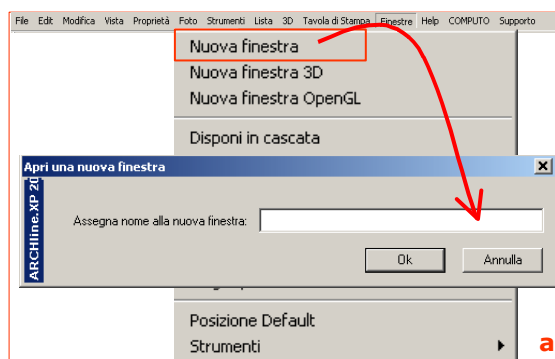 File Edit Modifica Vista Proprietà Foto Strumenti Lista 3D Tavola di Stampa Finestre Help COMPUTO Supporto
Nuova finestra
Nuova finestra 3D
Nuova finestra OpenGL
Disponi in cascata
Apri una nuova finestra
ARCHline.XP 20
Assegna nome alla nuova finestra:
Ok Annulla
Posizione Default
Strumenti
a